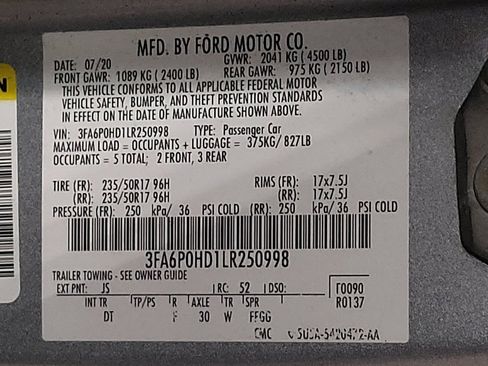 MFD. BY FORD MOTOR CO.
DATE: 07/20 GVWR: 2041 KG ( 4500 LB)
FRONT GAWR: 1089 KG ( 2400 LB) REAR GAWR: 975 KG ( 2150 LB)
THIS VEHICLE CONFORMS TO ALL APPLICABLE FEDERAL MOTOR
VEHICLE SAFETY, BUMPER, AND THEFT PREVENTION STANDARDS
IN EFFECT ON THE DATE OF MANUFACTURE SHOWN ABOVE.
VIN: 3FA6P0HD1LR250998 TYPE: Passenger Car
MAXIMUM LOAD = OCCUPANTS + LUGGAGE = 375KG/ 827LB
OCCUPANTS = 5 TOTAL; 2 FRONT, 3 REAR
TIRE (FR): 235/50R17 96H RIMS (FR): 17x7.5J
(RR): 235/50R17 96H (RR): 17x7.5J
PRESSURE (FR): 250 kPa/ 36 PSI COLD (RR): 250 kPa/ 36 PSI COLD
3FA6P0HD1LR250998
TRAILER TOWING - SEE OWNER GUIDE
EXT PNT: JS RC: 52 DSO: T0090
INT TR TP/PS R AXLE TR SPR R0137
DT F 30 W FFGG
CMC